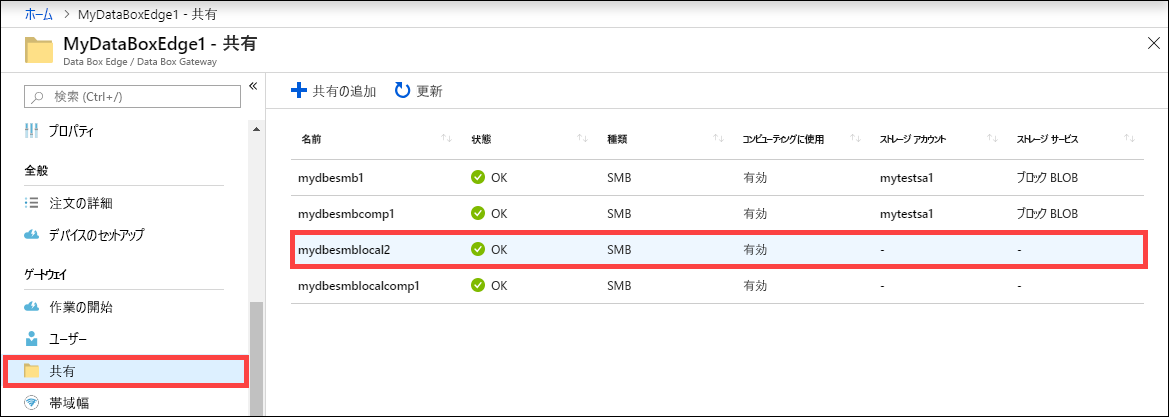 ホーム > MyDataBoxEdge1 - 共有
MyDataBoxEdge1 - 共有
Data Box Edge / Data Box Gateway
検索 (Ctrl+/)
プロパティ
全般
注文の詳細
デバイスのセットアップ
ゲートウェイ
作業の開始
ユーザー
共有
帯域幅
共有の追加 更新
名前 状態 種類 コンピューティングに使用 ストレージ アカウント ストレージ サービス
mydbesmb1 OK SMB 有効 mytestsa1 ブロック BLOB
mydbesmbcomp1 OK SMB 有効 mytestsa1 ブロック BLOB
mydbesmblocal2 OK SMB 有効 - -
mydbesmblocalcomp1 OK SMB 有効 - -